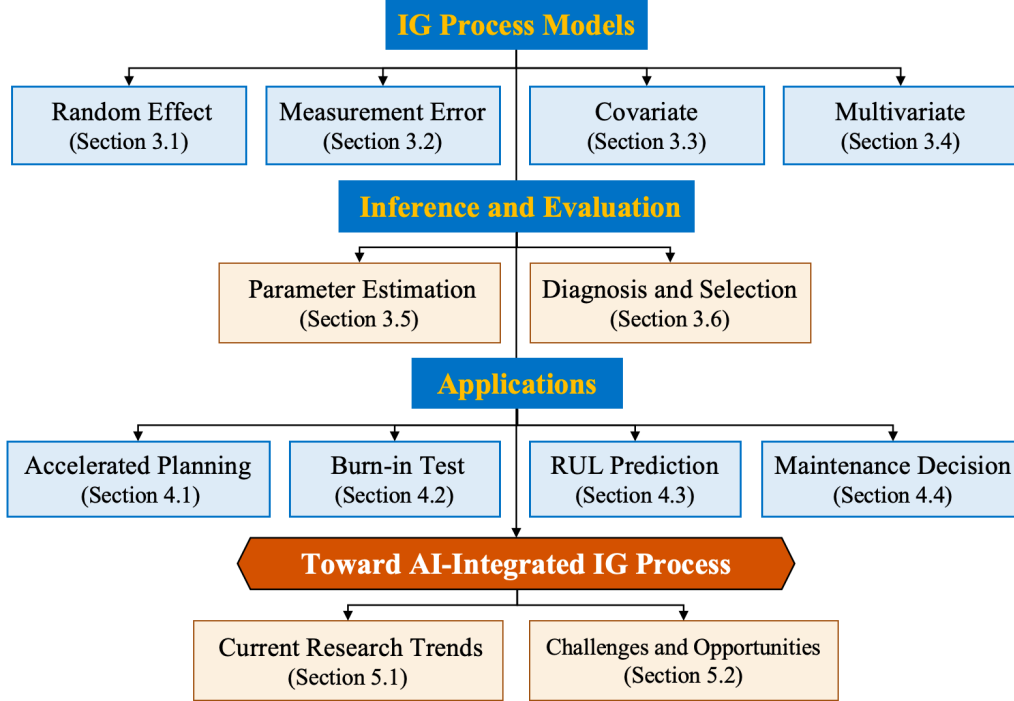 IG Process Models
Random Effect
(Section 3.1)
Measurement Error
(Section 3.2)
Covariate
(Section 3.3)
Multivariate
(Section 3.4)
Inference and Evaluation
Parameter Estimation
(Section 3.5)
Diagnosis and Selection
(Section 3.6)
Applications
Accelerated Planning
(Section 4.1)
Burn-in Test
(Section 4.2)
RUL Prediction
(Section 4.3)
Maintenance Decision
(Section 4.4)
Toward AI-Integrated IG Process
Current Research Trends
(Section 5.1)
Challenges and Opportunities
(Section 5.2)